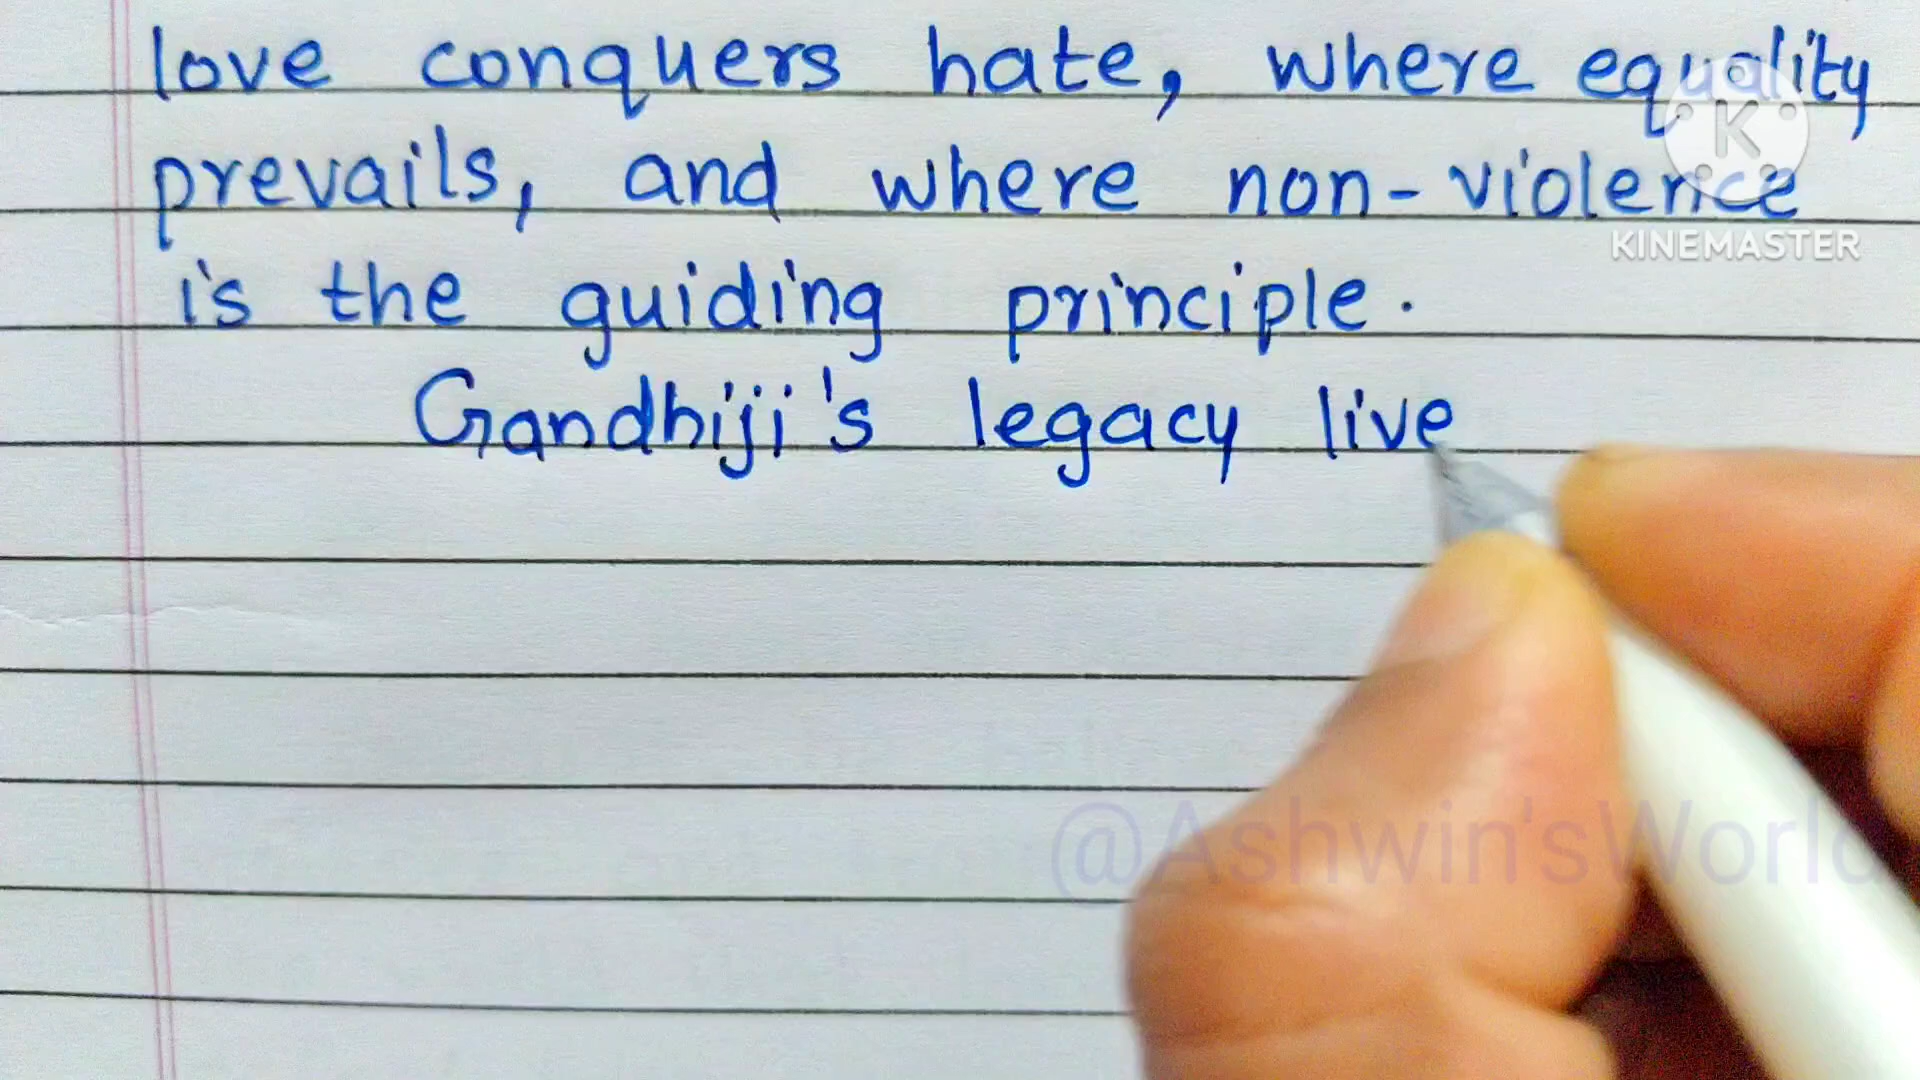 love conquers hate, where equality
prevails, and where non-violence
KINEMASTER
is the guiding principle.
Gandhiji's legacy live
@Ashwin'sWorld